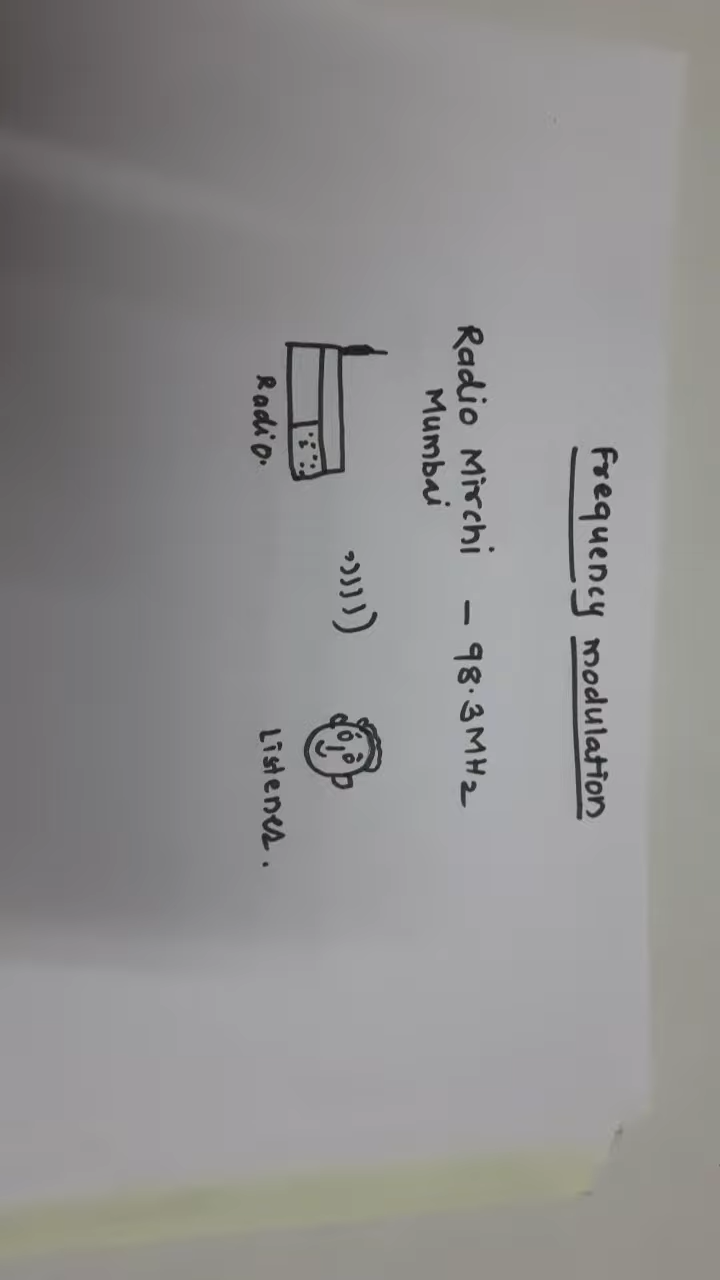 Frequency modulation
Radio Mirchi - 98.3MHz
Mumbai
Radio.
Listener.